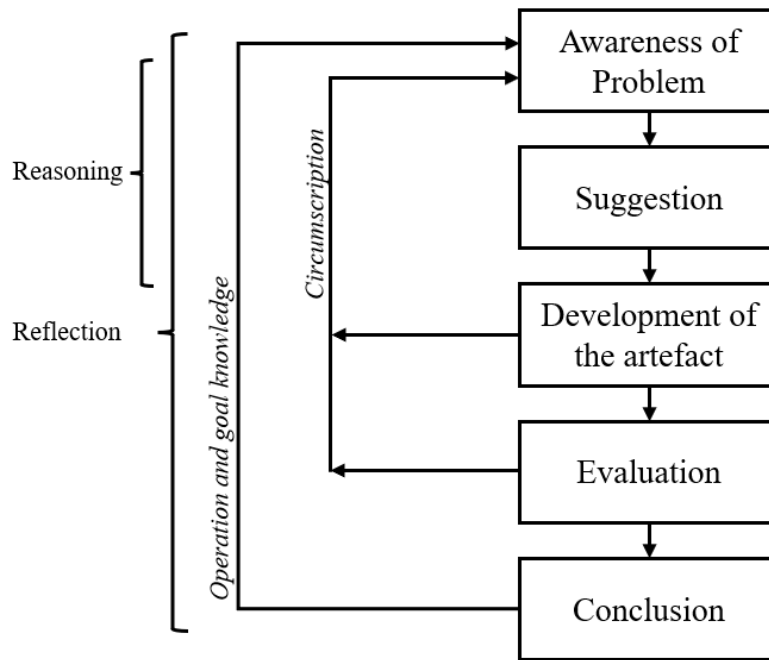 Awareness of
Problem
Reasoning
Circumscription
Suggestion
Operation and goal knowledge
Reflection
Development of
the artefact
Evaluation
Conclusion